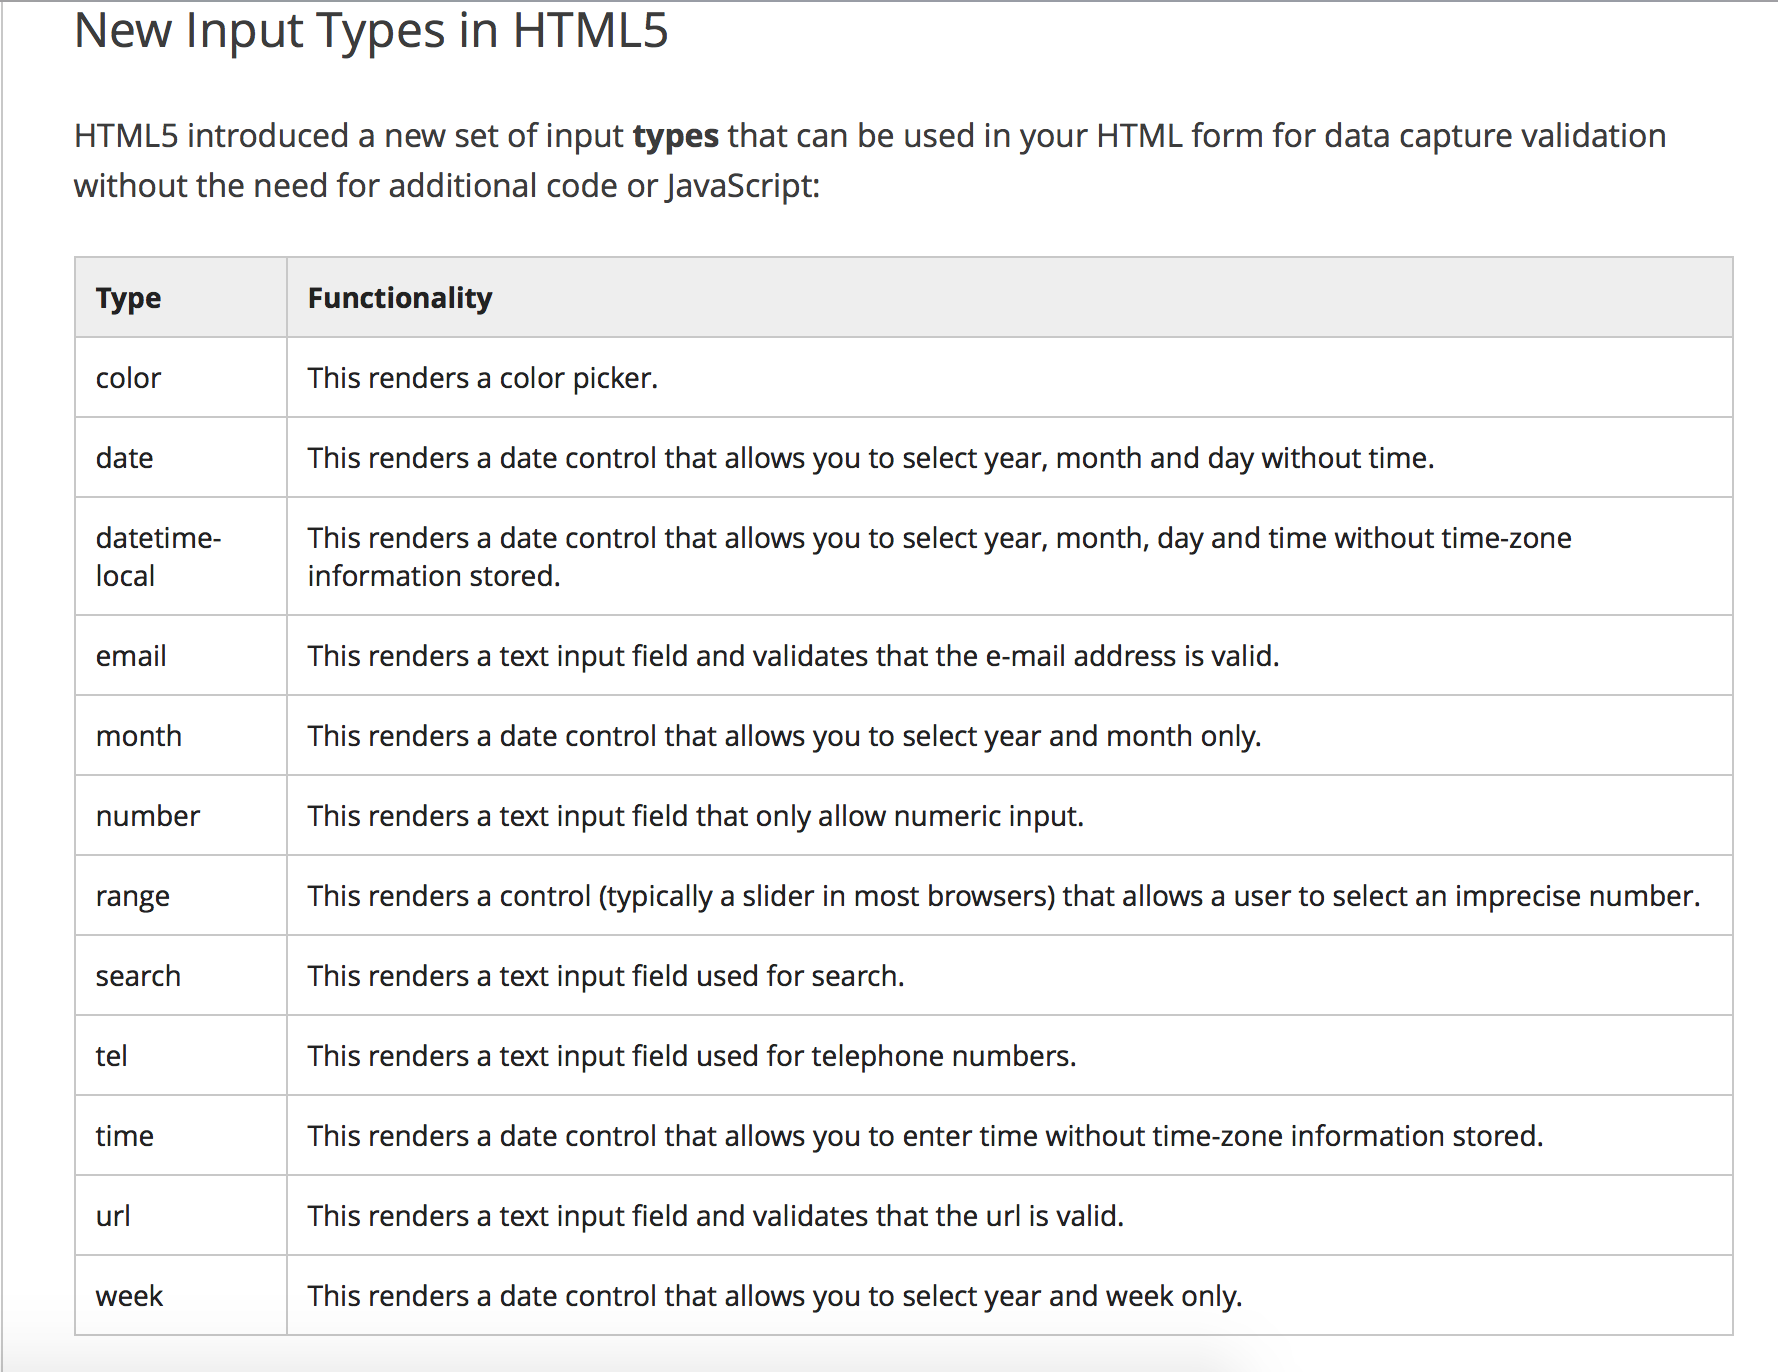 New Input Types in HTML5
HTML5 introduced a new set of input types that can be used in your HTML form for data capture validation
without the need for additional code or JavaScript:
Type Functionality
color This renders a color picker.
date This renders a date control that allows you to select year, month and day without time.
datetime- This renders a date control that allows you to select year, month, day and time without time-zone
local information stored.
email This renders a text input field and validates that the e-mail address is valid.
month This renders a date control that allows you to select year and month only.
number This renders a text input field that only allow numeric input.
range This renders a control (typically a slider in most browsers) that allows a user to select an imprecise number.
search This renders a text input field used for search.
tel This renders a text input field used for telephone numbers.
time This renders a date control that allows you to enter time without time-zone information stored.
url This renders a text input field and validates that the url is valid.
week This renders a date control that allows you to select year and week only.